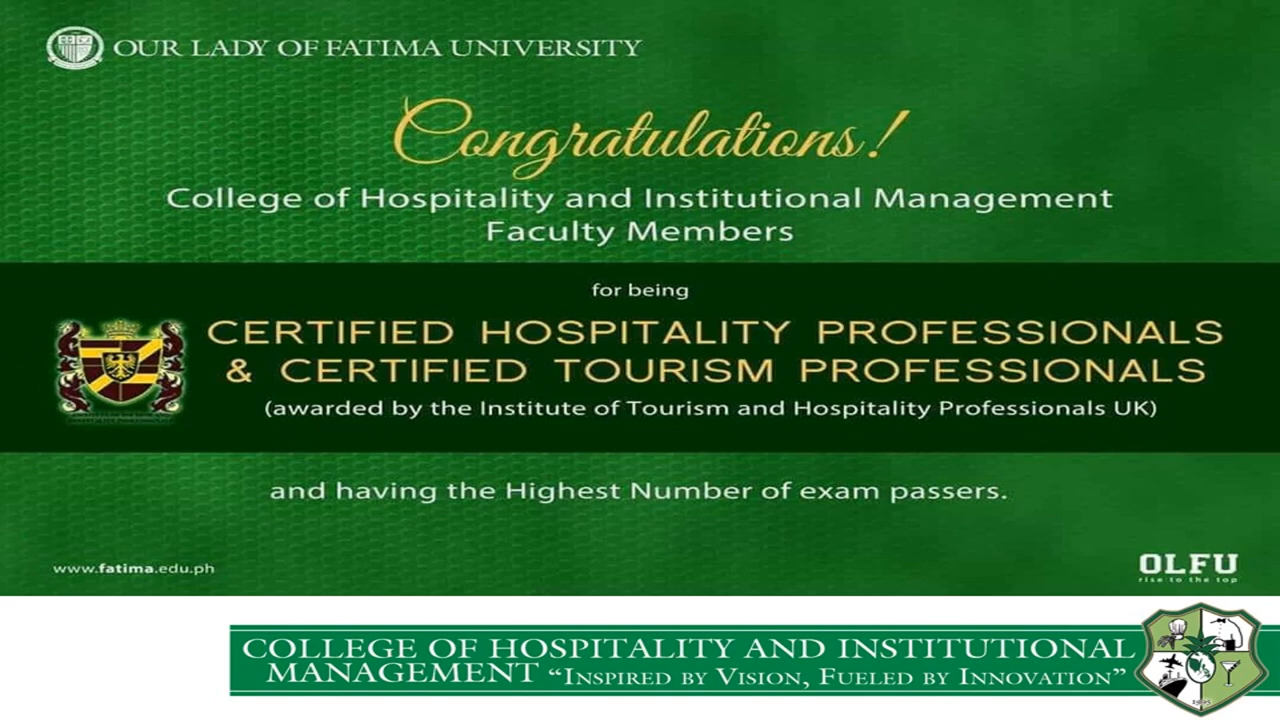 OUR LADY OF FATIMA UNIVERSITY
Congratulations!
College of Hospitality and Institutional Management
Faculty Members
for being
CERTIFIED HOSPITALITY PROFESSIONALS
& CERTIFIED TOURISM PROFESSIONALS
(awarded by the Institute of Tourism and Hospitality Professionals UK)
and having the Highest Number of exam passers.
www.fatima.edu.ph
OLFU
rise to the top
COLLEGE OF HOSPITALITY AND INSTITUTIONAL
MANAGEMENT “INSPIRED BY VISION, FUELED BY INNOVATION”